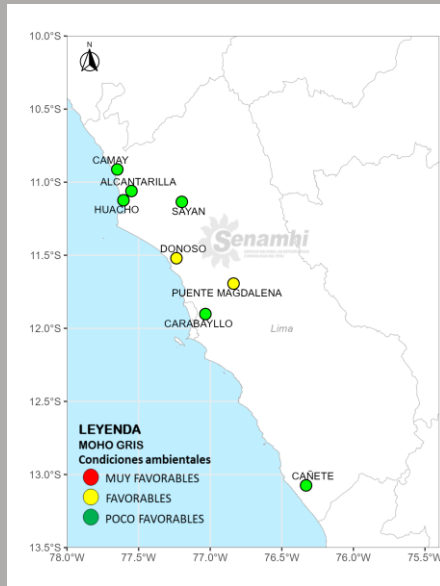 10.0°S
N
10.5°S
CAMAY
11.0°S
ALCANTARILLA
HUACHO
SAYAN
Senamhi
11.5°S
DONOSO
PUENTE MAGDALENA
CARABAYLLO
12.0°S
Lima
12.5°S
LEYENDA
MOHO GRIS
Condiciones ambientales
MUY FAVORABLES
FAVORABLES
POCO FAVORABLES
13.0°S
CAÑETE
13.5°S
78.0°W 77.5°W 77.0°W 76.5°W 76.0°W 75.5°W